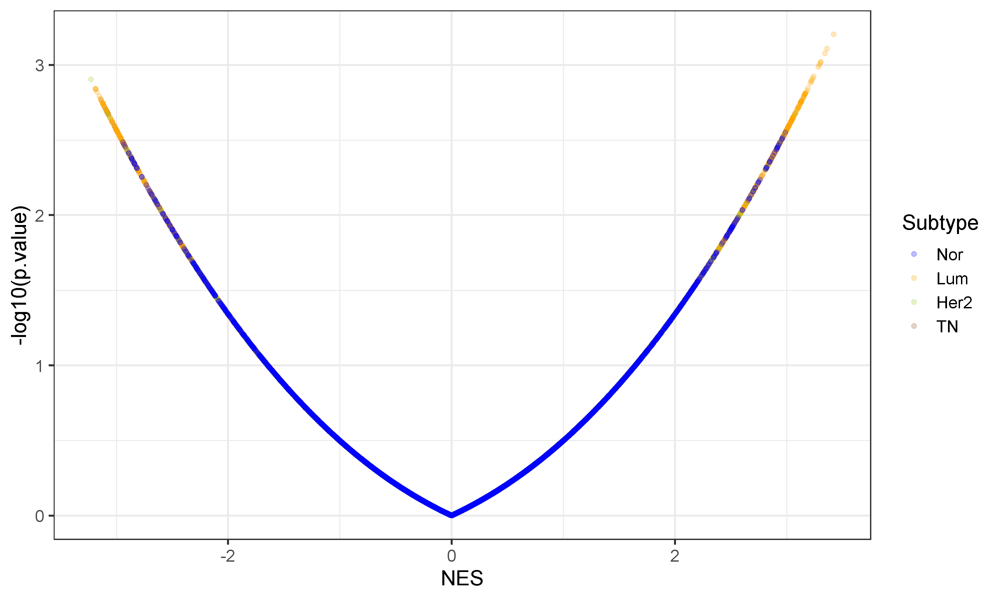 -log10(p.value)
3
2
1
0
-2
0
2
NES
Subtype
Nor
Lum
Her2
TN